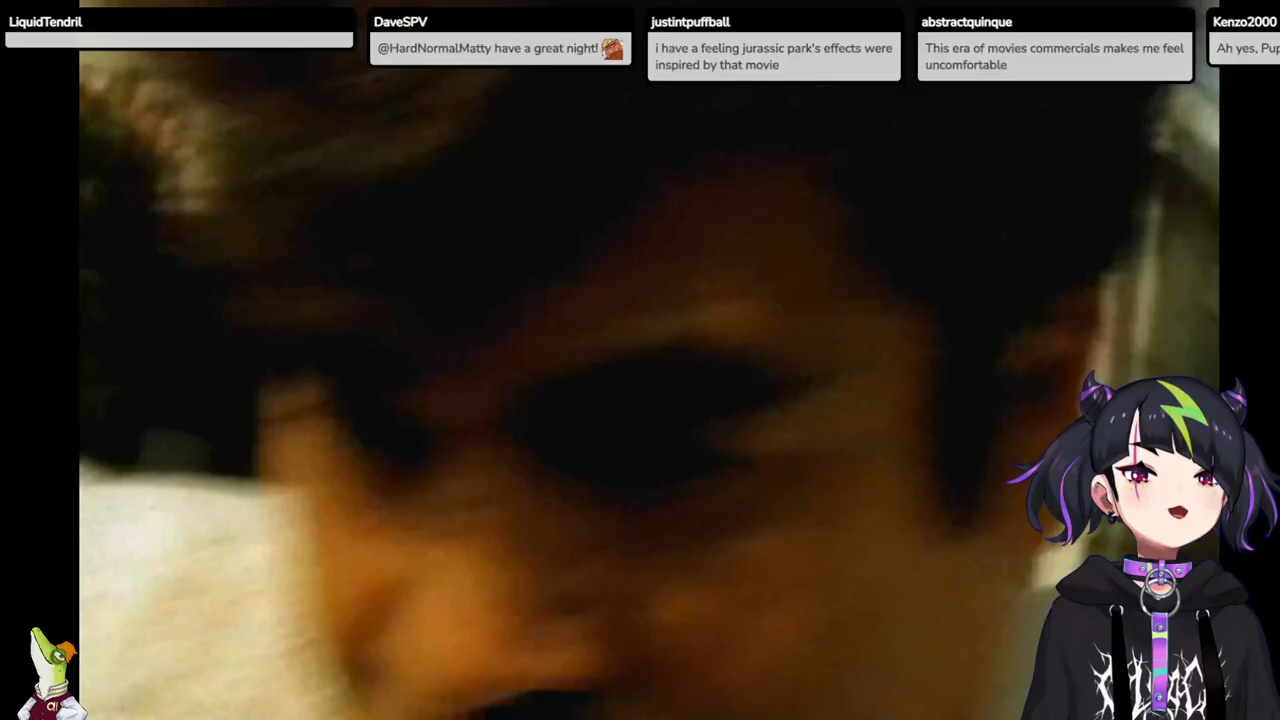 LiquidTendril
DaveSPV
@HardNormalMatty have a great night!
justintpuffball
i have a feeling jurassic park's effects were
inspired by that movie
abstractquinque
This era of movies commercials makes me feel
uncomfortable
Kenzo2000
Ah yes, Pup